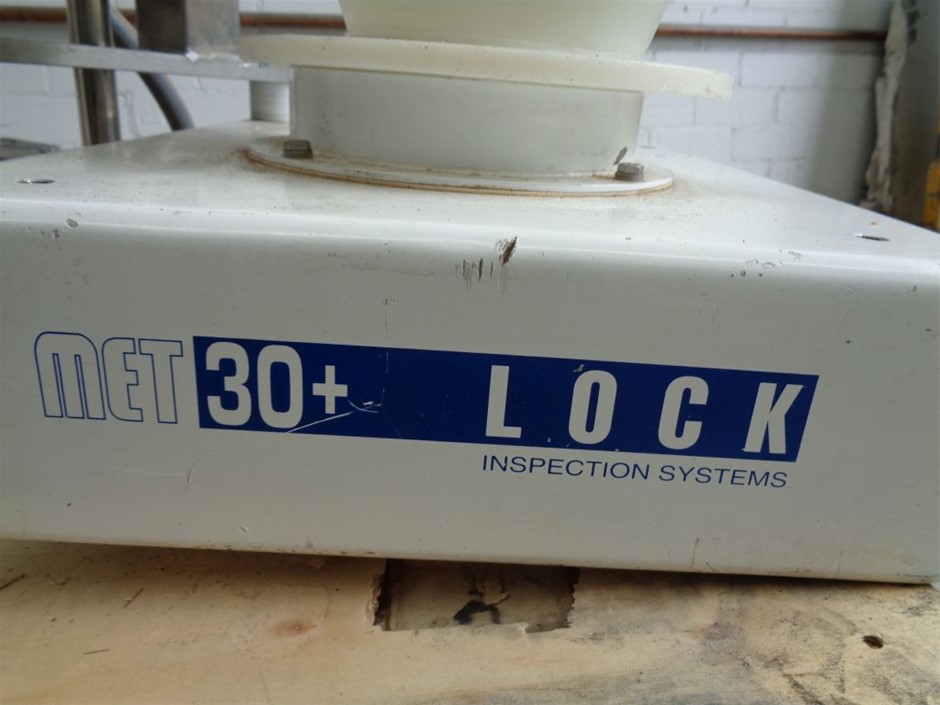 MET 30+ LOCK
INSPECTION SYSTEMS